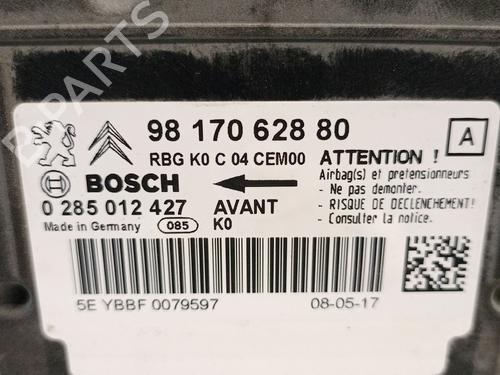 B-PARTS
98 170 628 80
A
RBG K0 C 04 CEM00
ATTENTION !
BOSCH
Airbag(s) et pretensionneurs
- Ne pas demonter.
- RISQUE DE DECLENCHEMENT!
- Consulter la notice.
0 285 012 427
AVANT
Made in Germany
085
K0
5E YBBF 0079597
08-05-17